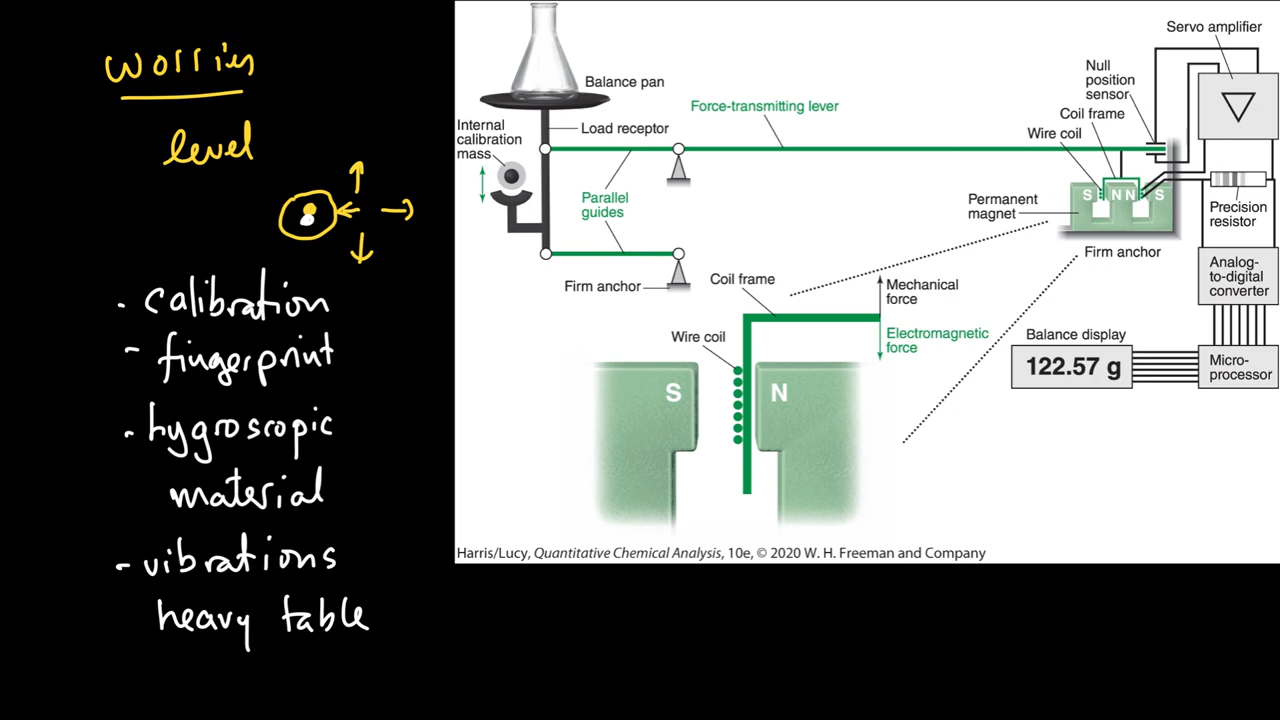 worries
level
· calibration
- fingerprint
- hygroscopic
material
- vibrations
heavy table
Balance pan
Load receptor
Internal
calibration
mass
Force-transmitting lever
Parallel
guides
Firm anchor
Servo amplifier
Null
position
sensor
Coil frame
Wire coil
Permanent
magnet
S N N S
Precision
resistor
Firm anchor
Analog-
to-digital
converter
Micro-
processor
Balance display
122.57 g
Coil frame
Mechanical
force
Electromagnetic
force
Wire coil
S N
Harris/Lucy, Quantitative Chemical Analysis, 10e, © 2020 W. H. Freeman and Company